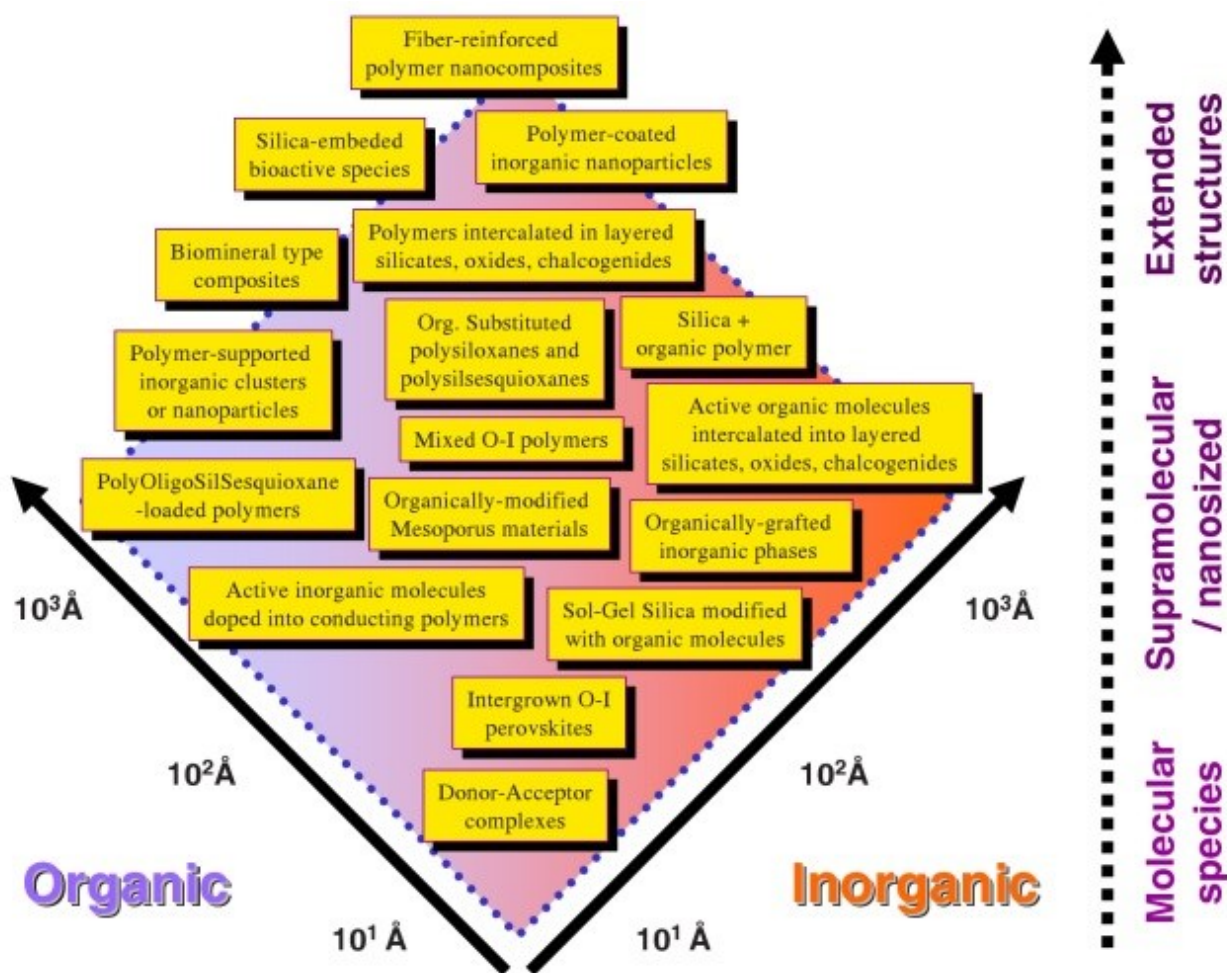 Fiber-reinforced
polymer nanocomposites
Silica-embeded
bioactive species
Polymer-coated
inorganic nanoparticles
Biomineral type
composites
Polymers intercalated in layered
silicates, oxides, chalcogenides
Polymer-supported
inorganic clusters
or nanoparticles
Org. Substituted
polysiloxanes and
polysilsesquioxanes
Silica +
organic polymer
Mixed O-I polymers
Active organic molecules
intercalated into layered
silicates, oxides, chalcogenides
PolyOligoSilSesquioxane
-loaded polymers
Organically-modified
Mesoporus materials
Organically-grafted
inorganic phases
Active inorganic molecules
doped into conducting polymers
Sol-Gel Silica modified
with organic molecules
Intergrown O-I
perovskites
Donor-Acceptor
complexes
10³Å
10²Å
10¹ Å
Organic
10³Å
10²Å
10¹ Å
Inorganic
Extended
structures
Supramolecular
/ nanosized
Molecular
species